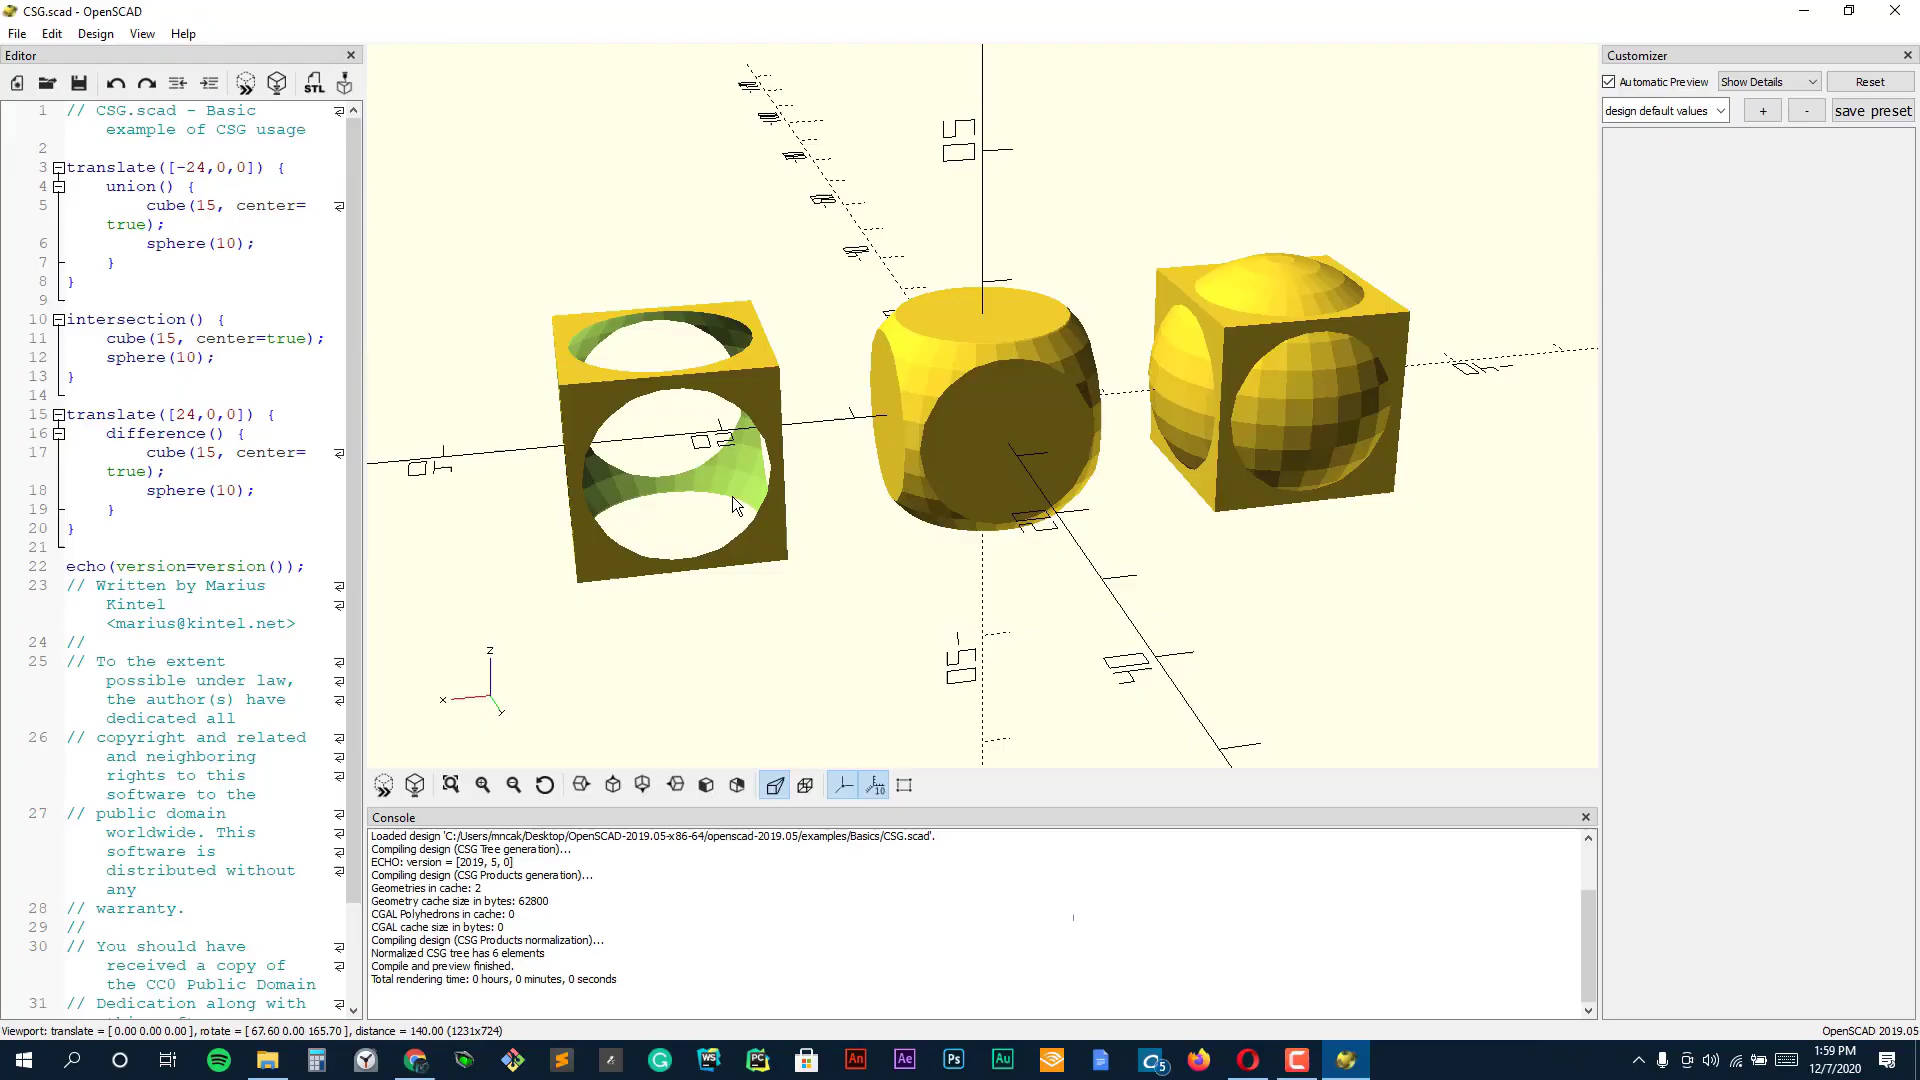 CSG.scad - OpenSCAD
File Edit Design View Help
Editor
STL
1 // CSG.scad - Basic
example of CSG usage
2
3 translate([-24,0,0]) {
4 union() {
5 cube(15, center=
true);
6 sphere(10);
7 }
8 }
9
10 intersection() {
11 cube(15, center=true);
12 sphere(10);
13 }
14
15 translate([24,0,0]) {
16 difference() {
17 cube(15, center=
true);
18 sphere(10);
19 }
20 }
21
22 echo(version=version());
23 // Written by Marius
Kintel
<marius@kintel.net>
24 //
25 // To the extent
possible under law,
the author(s) have
dedicated all
26 // copyright and related
and neighboring
rights to this
software to the
27 // public domain
worldwide. This
software is
distributed without
any
28 // warranty.
29 //
30 // You should have
received a copy of
the CC0 Public Domain
31 // Dedication along with
z
x
y
10
Console
Loaded design 'C:/Users/mncak/Desktop/OpenSCAD-2019.05-x86-64/openscad-2019.05/examples/Basics/CSG.scad'.
Compiling design (CSG Tree generation)...
ECHO: version = [2019, 5, 0]
Compiling design (CSG Products generation)...
Geometries in cache: 2
Geometry cache size in bytes: 62800
CGAL Polyhedrons in cache: 0
CGAL cache size in bytes: 0
Compiling design (CSG Products normalization)...
Normalized CSG tree has 6 elements
Compile and preview finished.
Total rendering time: 0 hours, 0 minutes, 0 seconds
Customizer
Automatic Preview Show Details Reset
design default values + - save preset
Viewport: translate = [ 0.00 0.00 0.00 ], rotate = [ 67.60 0.00 165.70 ], distance = 140.00 (1231x724)
OpenSCAD 2019.05
WS
PC
An
Ae
Ps
Au
5
1:59 PM
12/7/2020